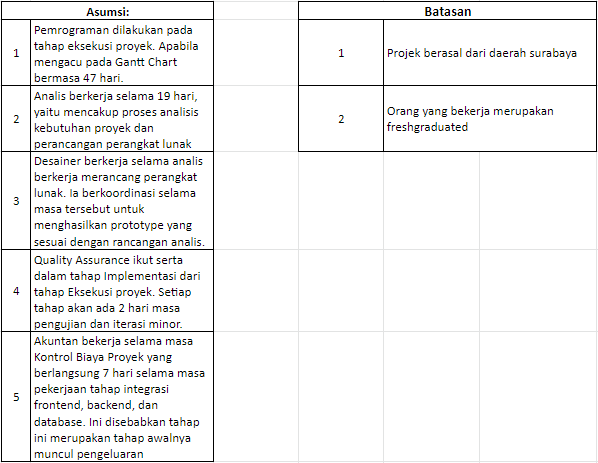 Asumsi:
1
Pemrograman dilakukan pada
tahap eksekusi proyek. Apabila
mengacu pada Gantt Chart
bermasa 47 hari.
2
Analis berkerja selama 19 hari,
yaitu mencakup proses analisis
kebutuhan proyek dan
perancangan perangkat lunak
3
Desainer berkerja selama analis
berkerja merancang perangkat
lunak. Ia berkoordinasi selama
masa tersebut untuk
menghasilkan prototype yang
sesuai dengan rancangan analis.
4
Quality Assurance ikut serta
dalam tahap Implementasi dari
tahap Eksekusi proyek. Setiap
tahap akan ada 2 hari masa
pengujian dan iterasi minor.
5
Akuntan bekerja selama masa
Kontrol Biaya Proyek yang
berlangsung 7 hari selama masa
pekerjaan tahap integrasi
frontend, backend, dan
database. Ini disebabkan tahap
ini merupakan tahap awalnya
muncul pengeluaran
Batasan
1
Projek berasal dari daerah surabaya
2
Orang yang bekerja merupakan
freshgraduated